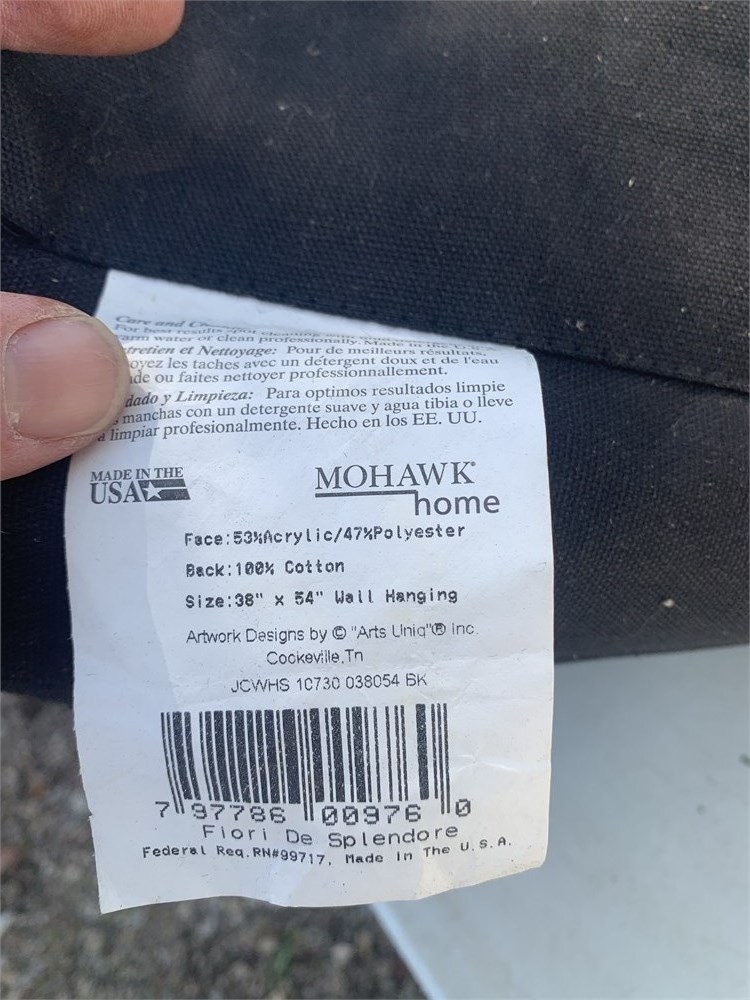 Care and
For best results spot cleaning
warm water or clean professionally. Made in the U.S.A.
tretien et Nettoyage: Pour de meilleurs résultats,
oyez les taches avec un détergent doux et de l'eau
de ou faites nettoyer professionnallement.
dado y Limpieza: Para optimos resultados limpie
manchas con un detergente suave y agua tibia o lleve
a limpiar profesionalmente. Hecho en los EE. UU.
MADE IN THE
USA
MOHAWK®
home
Face:53%Acrylic/47%Polyester
Back:100% Cotton
Size:38" x 54" Wall Hanging
Artwork Designs by © "Arts Uniq"® Inc.
Cookeville,Tn
JCWHS 10730 038054 BK
7 97786 00976 0
Fiori De Splendore
Federal Reg.RN#99717, Made In The U.S.A.